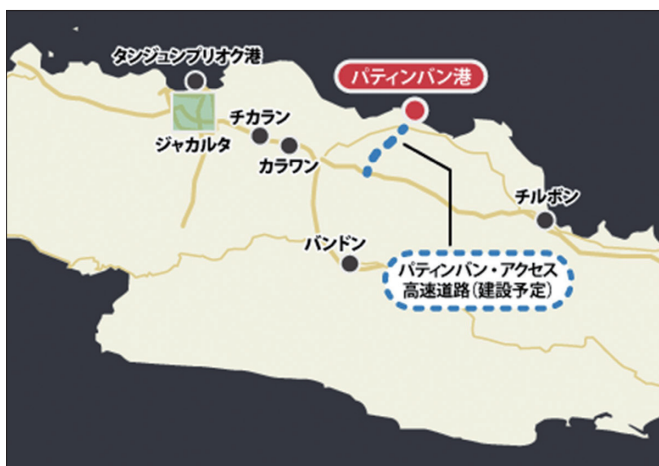 タンジュンプリオク港
パティンバン港
チカラン
ジャカルタ
カラワン
チルボン
バンドン
パティンバン・アクセス
高速道路（建設予定）